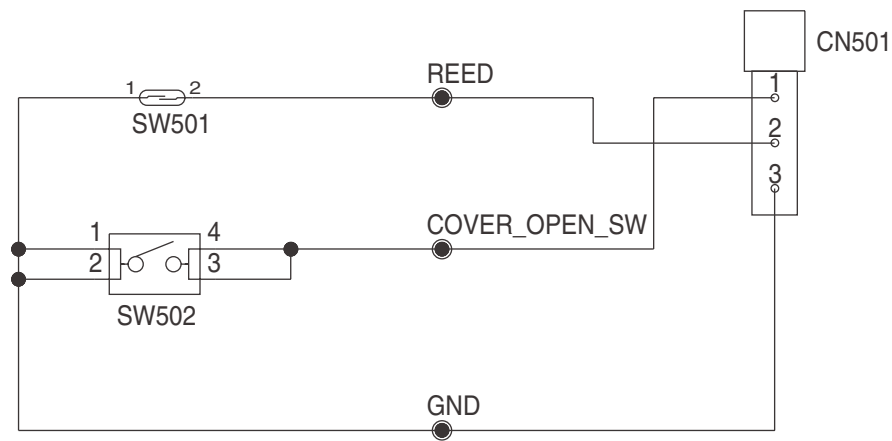 CN501
REED
1 2
SW501
1
2
3
COVER_OPEN_SW
1 4
2 3
SW502
GND